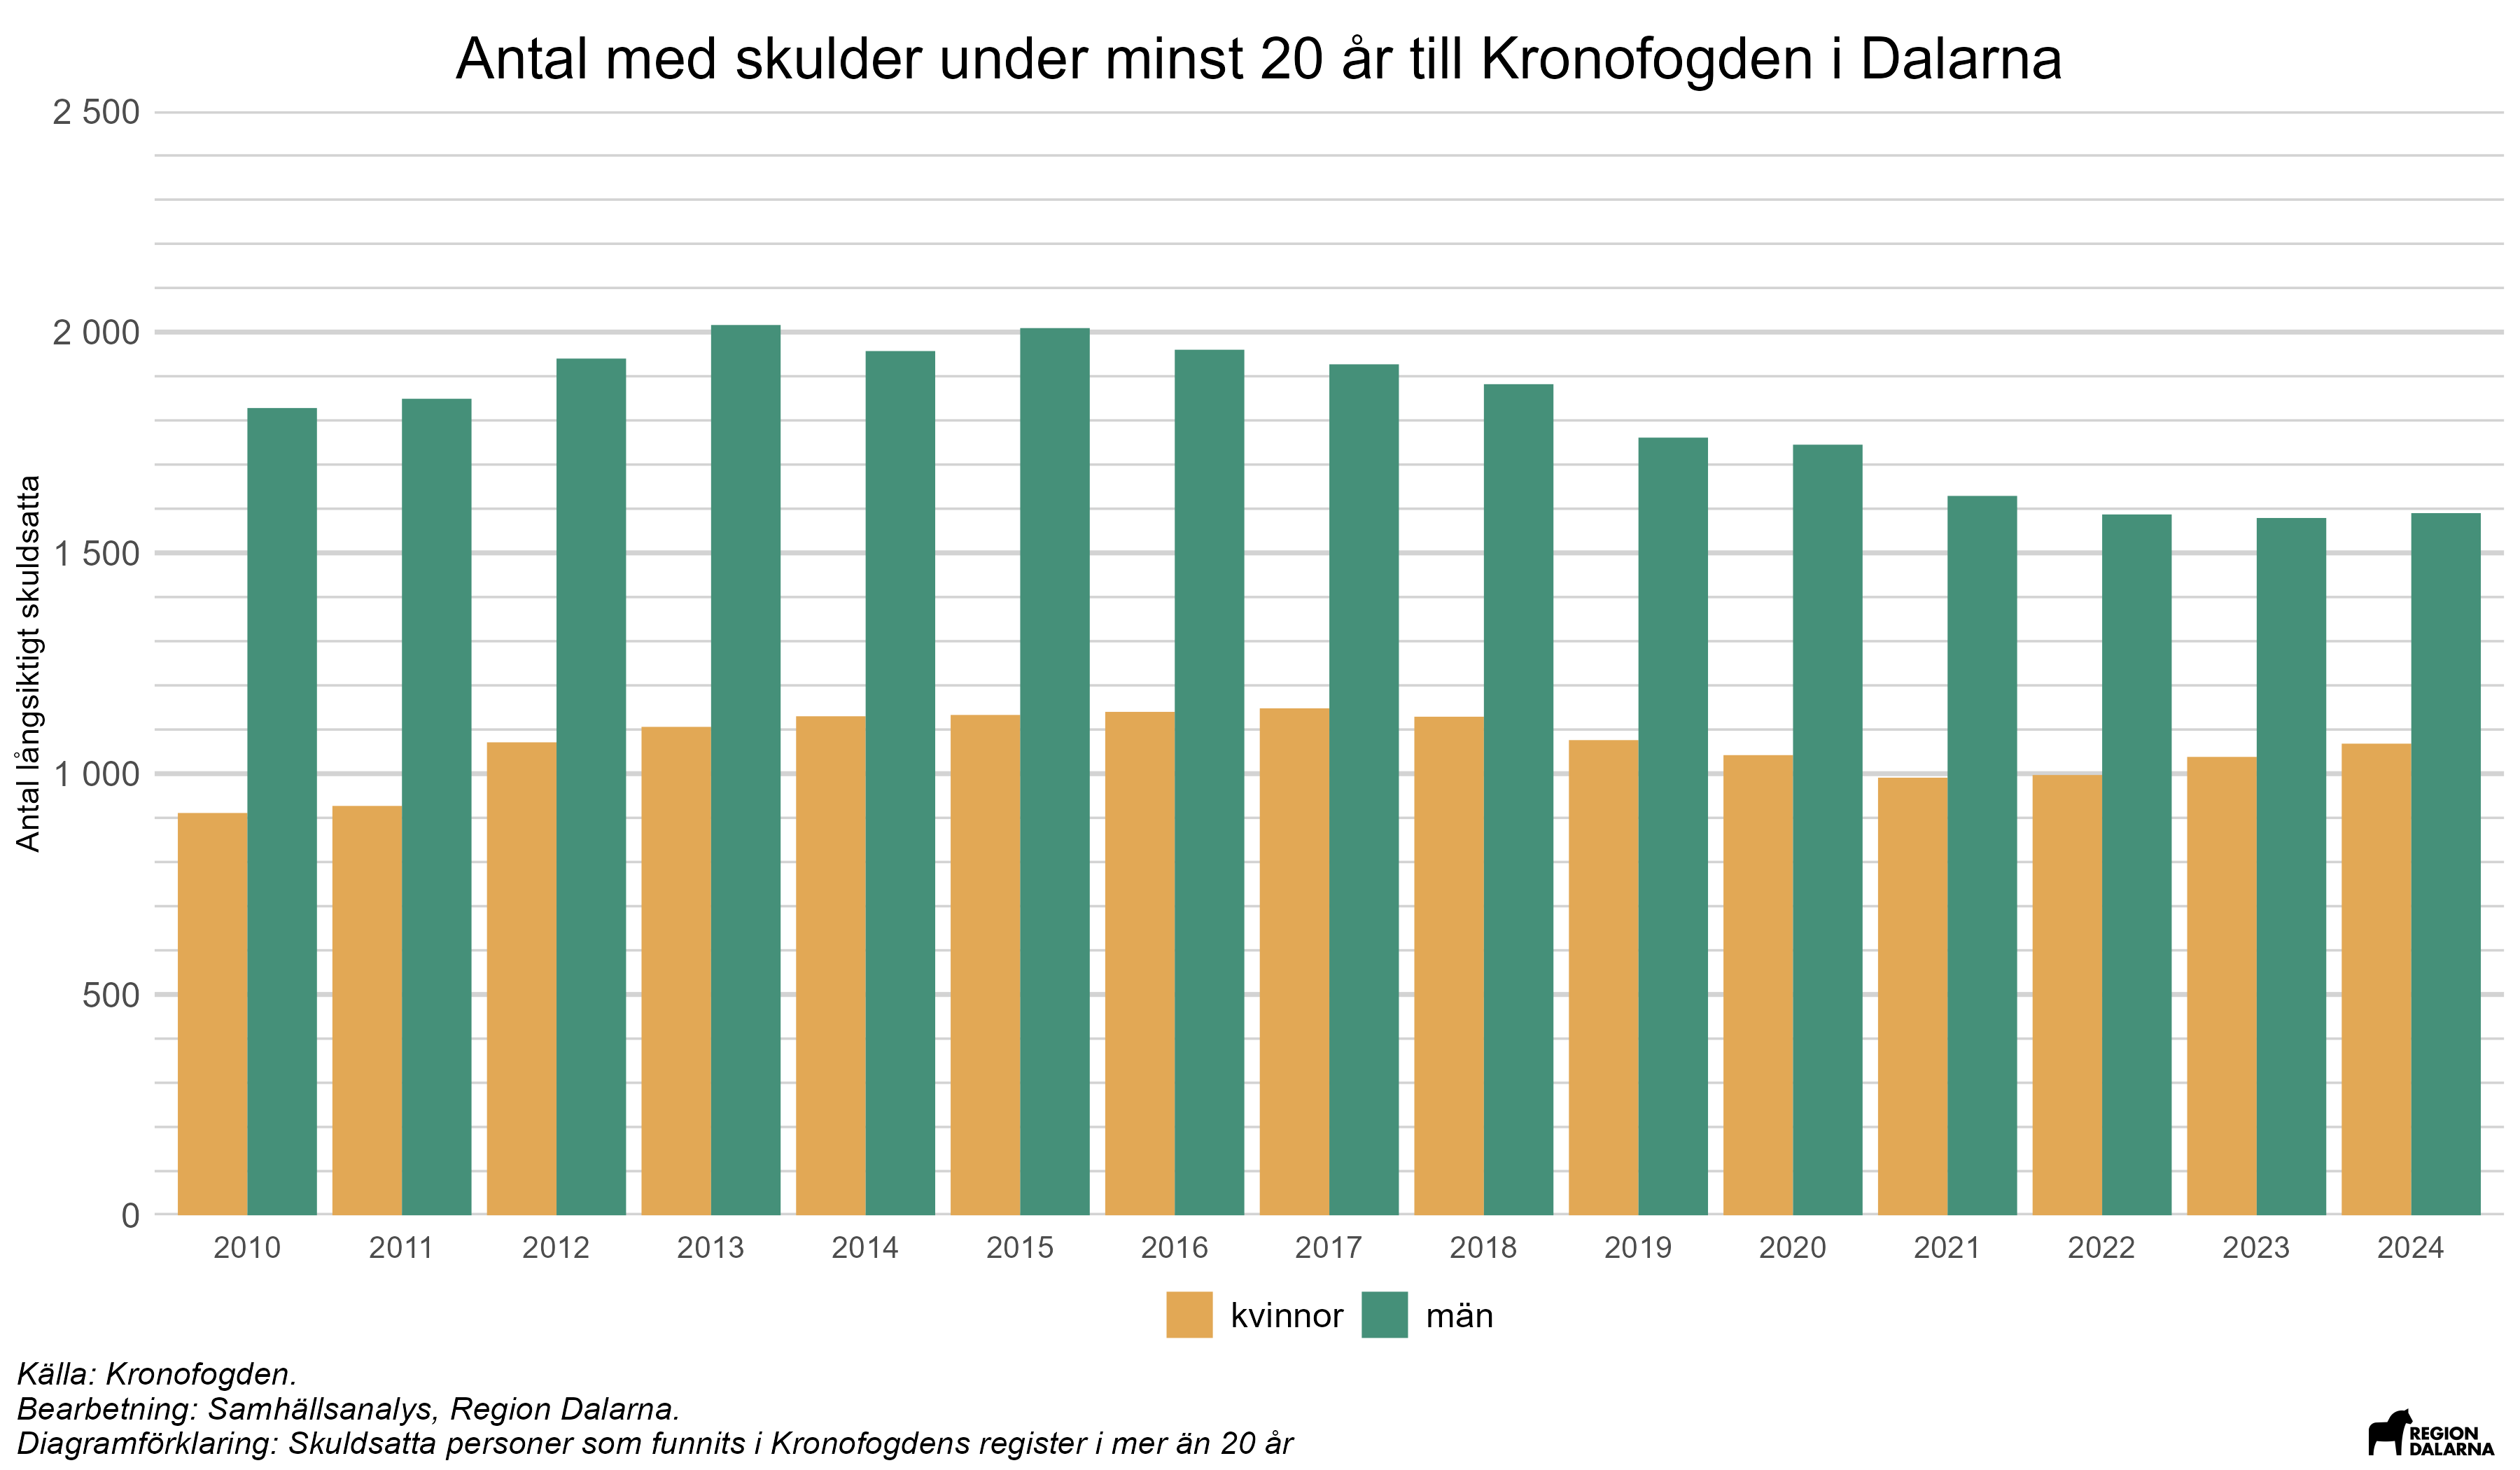 Antal med skulder under minst 20 år till Kronofogden i Dalarna
2 500
2 000
1 500
1 000
500
0
Antal långsiktigt skuldsatta
2010 2011 2012 2013 2014 2015 2016 2017 2018 2019 2020 2021 2022 2023 2024
kvinnor män
Källa: Kronofogden.
Bearbetning: Samhällsanalys, Region Dalarna.
Diagramförklaring: Skuldsatta personer som funnits i Kronofogdens register i mer än 20 år
REGION
DALARNA